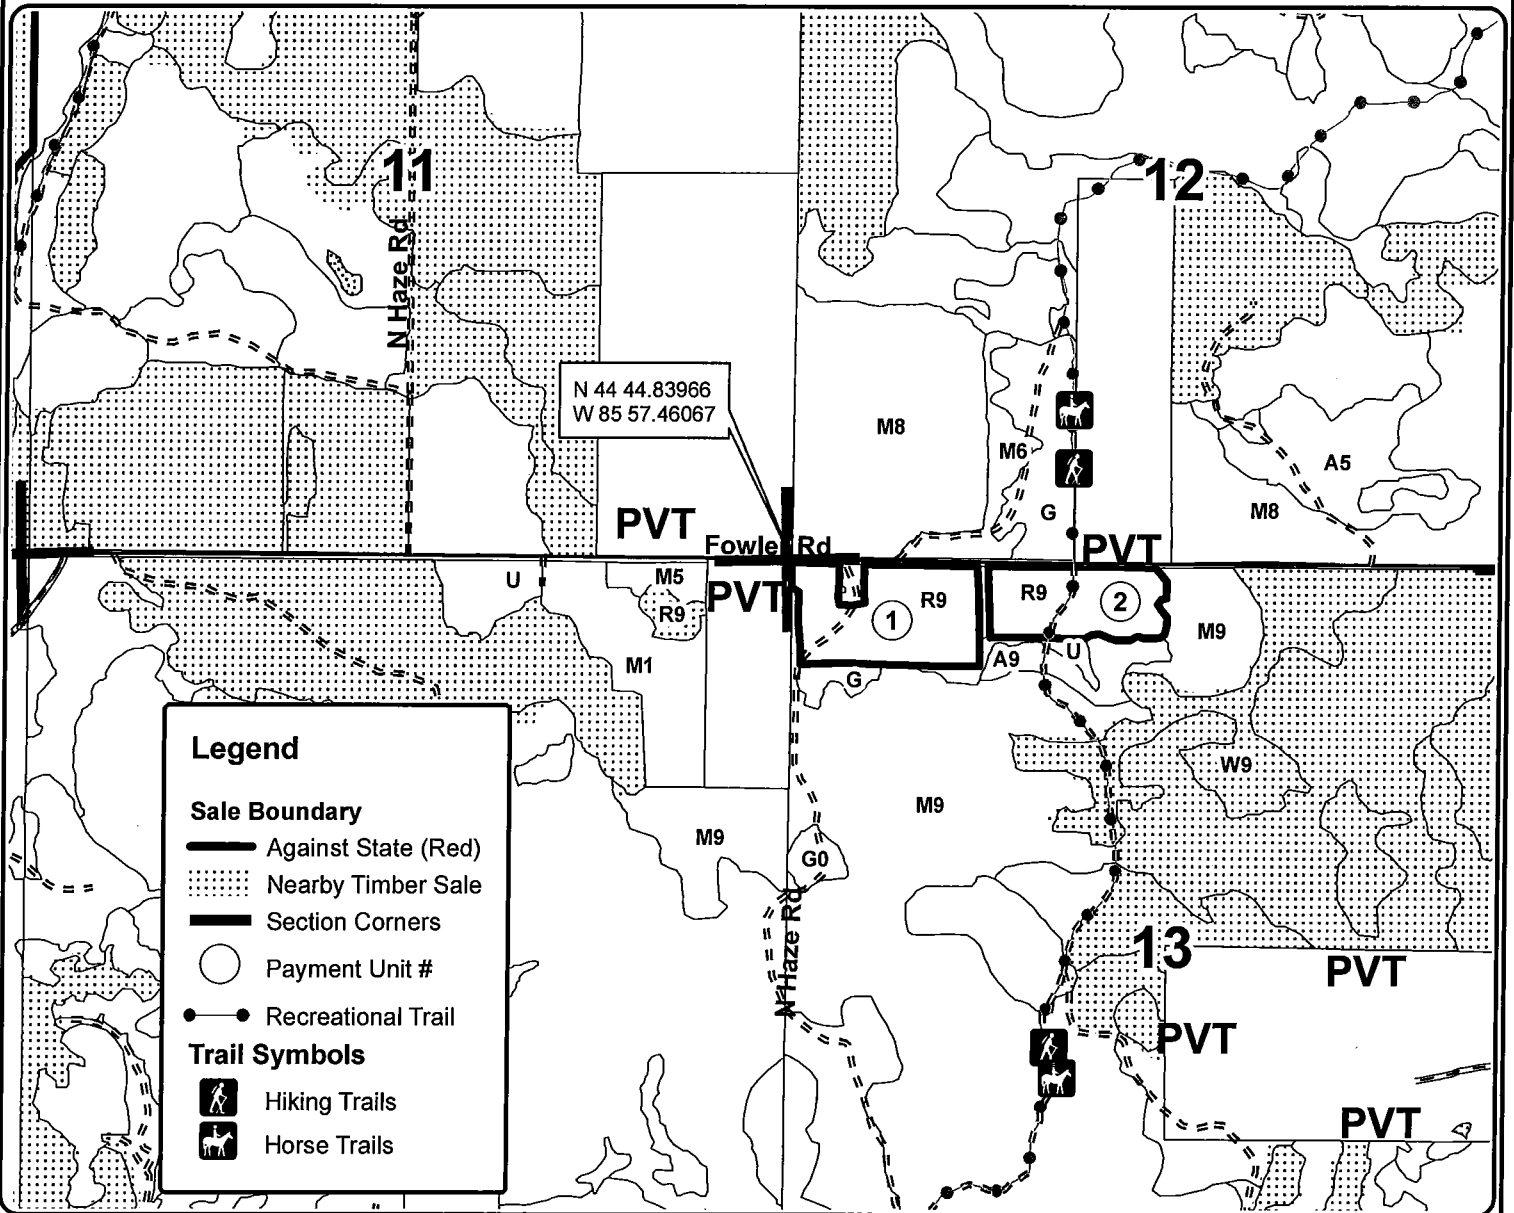 11
12
N Haze Rd
N 44 44.83966
W 85 57.46067
M8
M6
A5
M8
G
PVT
Fowler Rd
PVT
U
M5
PVT
R9
R9
1
R9
2
M9
M1
A9
U
G
W9
M9
M9
G0
N Haze Rd
13
PVT
PVT
PVT
Legend
Sale Boundary
Against State (Red)
Nearby Timber Sale
Section Corners
Payment Unit #
Recreational Trail
Trail Symbols
Hiking Trails
Horse Trails